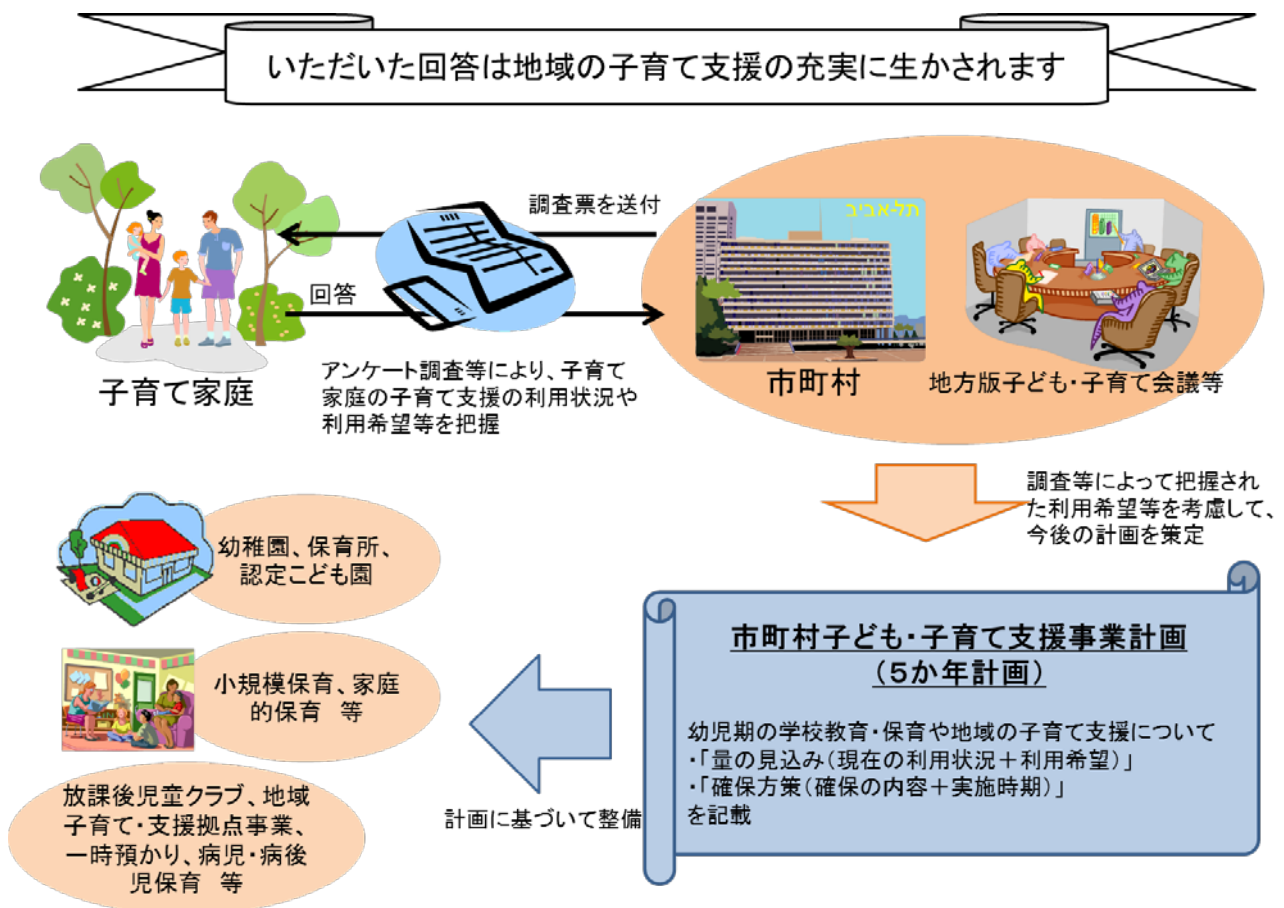 いただいた回答は地域の子育て支援の充実に生かされます
調査票を送付
回答
子育て家庭
アンケート調査等により、子育て
家庭の子育て支援の利用状況や
利用希望等を把握
תל-אביב
市町村
地方版子ども・子育て会議等
調査等によって把握され
た利用希望等を考慮して、
今後の計画を策定
市町村子ども・子育て支援事業計画
(5か年計画)
幼児期の学校教育・保育や地域の子育て支援について
・「量の見込み(現在の利用状況+利用希望)」
・「確保方策(確保の内容+実施時期)」
を記載
計画に基づいて整備
幼稚園、保育所、
認定こども園
小規模保育、家庭
的保育 等
放課後児童クラブ、地域
子育て・支援拠点事業、
一時預かり、病児・病後
児保育 等